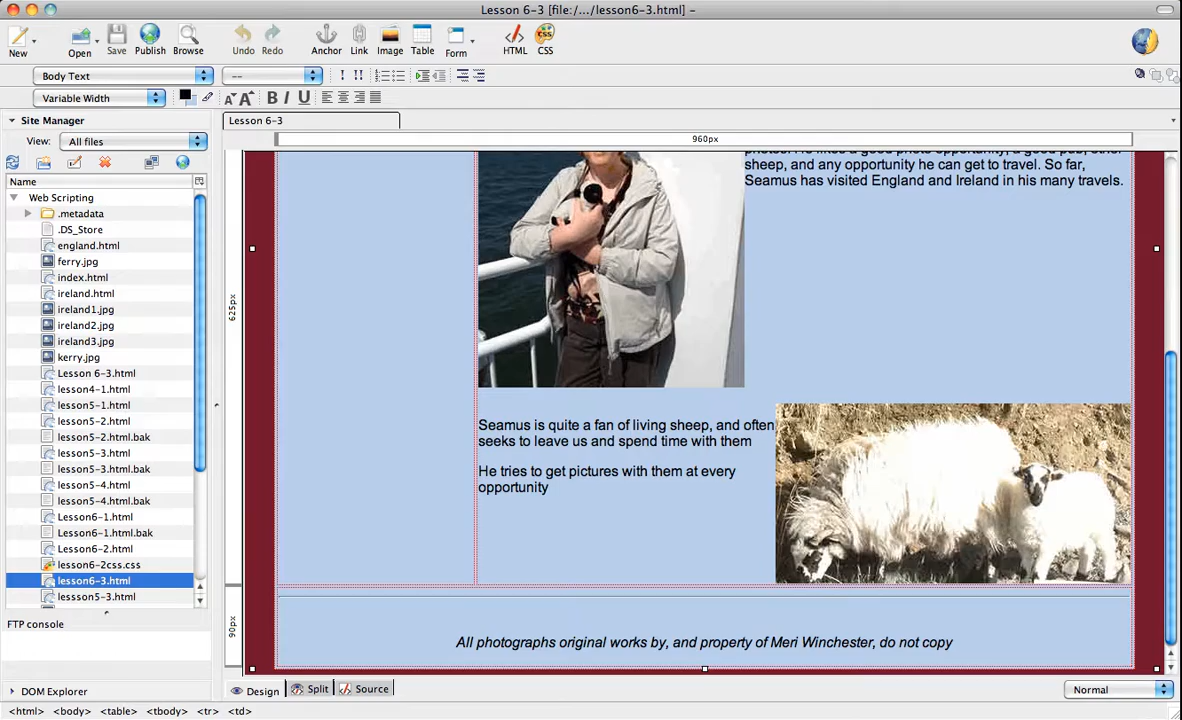 Lesson 6-3 [file:/.../lesson6-3.html] -
New
Open
Save
Publish
Browse
Undo
Redo
Anchor
Link
Image
Table
Form
HTML
CSS
Body Text
--
! !!
Variable Width
A A B I U
Site Manager
Lesson 6-3
View: All files
960px
Name
Web Scripting
.metadata
.DS_Store
england.html
ferry.jpg
index.html
ireland.html
ireland1.jpg
ireland2.jpg
ireland3.jpg
kerry.jpg
Lesson 6-3.html
lesson4-1.html
lesson5-1.html
lesson5-2.html
lesson5-2.html.bak
lesson5-3.html
lesson5-3.html.bak
lesson5-4.html
lesson5-4.html.bak
Lesson6-1.html
Lesson6-1.html.bak
Lesson6-2.html
lesson6-2css.css
lesson6-3.html
lessson5-3.html
FTP console
DOM Explorer
625px
90px
sheep, and any opportunity he can get to travel. So far,
Seamus has visited England and Ireland in his many travels.
Seamus is quite a fan of living sheep, and often
seeks to leave us and spend time with them
He tries to get pictures with them at every
opportunity
All photographs original works by, and property of Meri Winchester, do not copy
Design
Split
Source
Normal
<html> <body> <table> <tbody> <tr> <td>